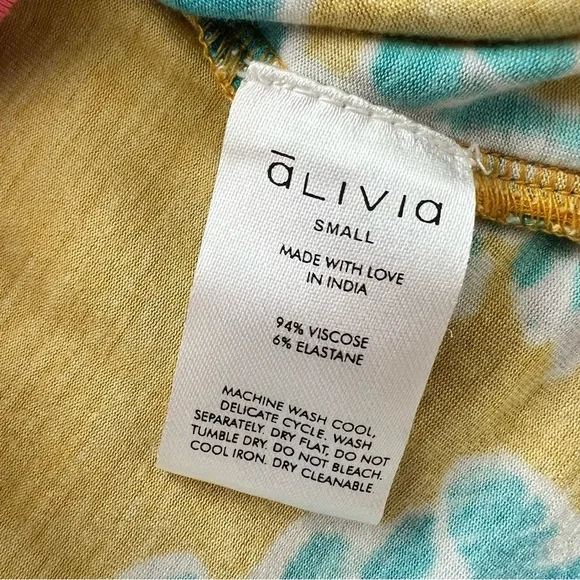 āLIVIa
SMALL
MADE WITH LOVE
IN INDIA
94% VISCOSE
6% ELASTANE
MACHINE WASH COOL,
DELICATE CYCLE. WASH
SEPARATELY. DRY FLAT, DO NOT
TUMBLE DRY. DO NOT BLEACH.
COOL IRON. DRY CLEANABLE